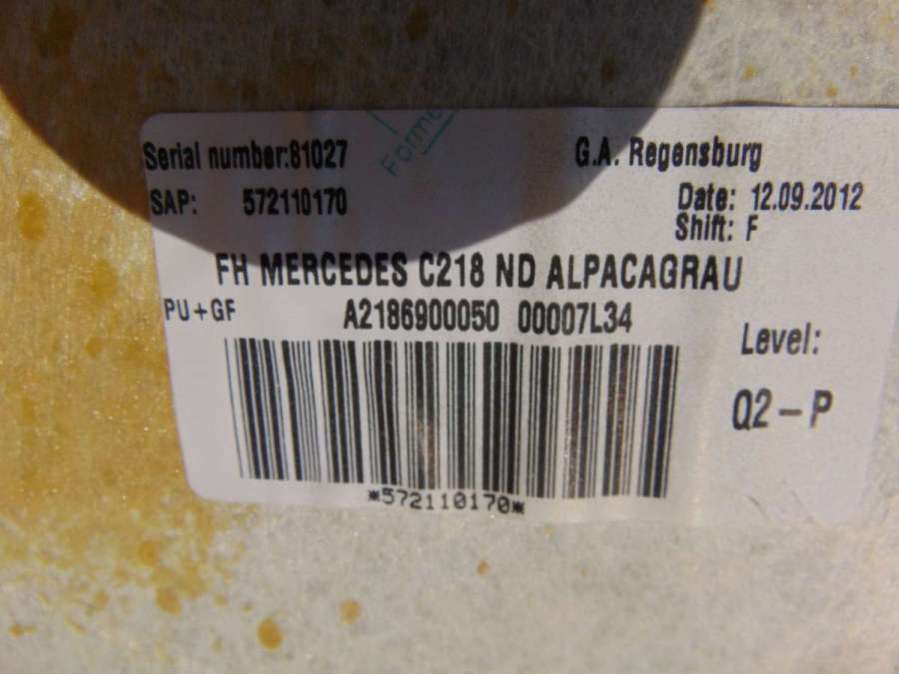 Serial number:81027
G.A. Regensburg
SAP: 572110170
Date: 12.09.2012
Shift: F
FH MERCEDES C218 ND ALPACAGRAU
PU+GF
A2186900050 00007L34
Level:
Q2-P
*572110170*